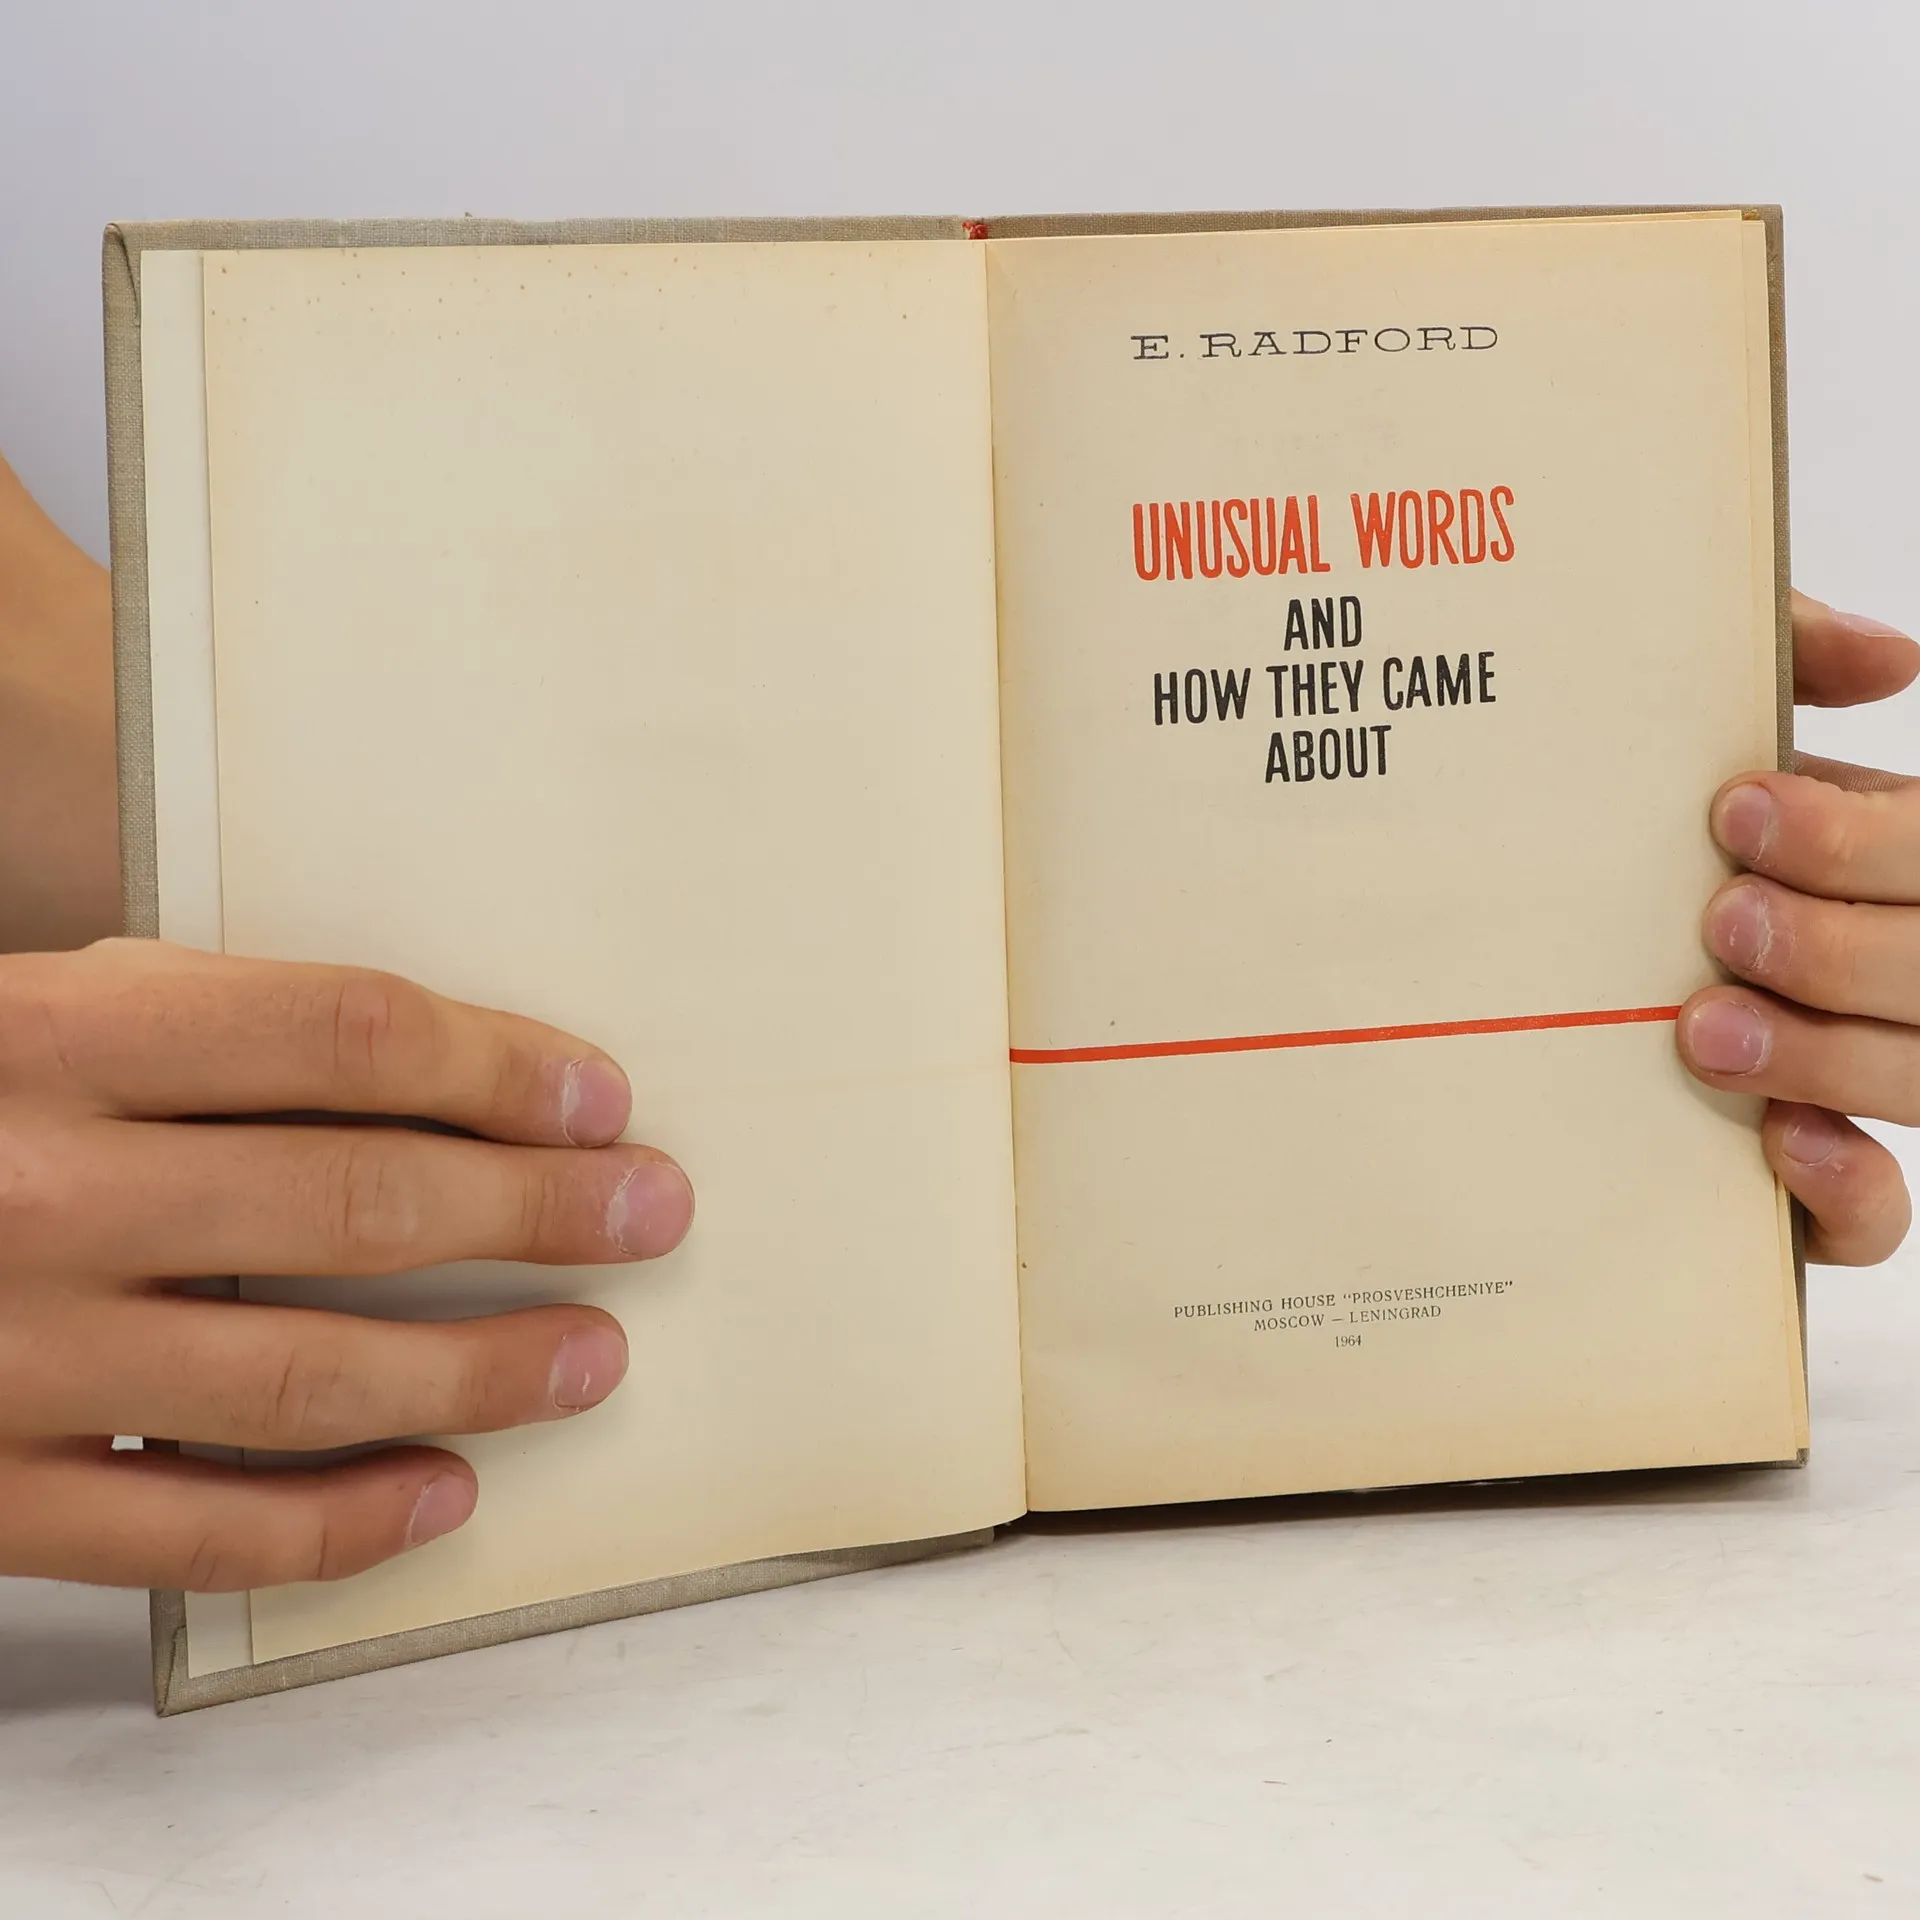 E. RADFORD
UNUSUAL WORDS
AND
HOW THEY CAME
ABOUT
PUBLISHING HOUSE "PROSVESHCHENIYE"
MOSCOW — LENINGRAD
1964